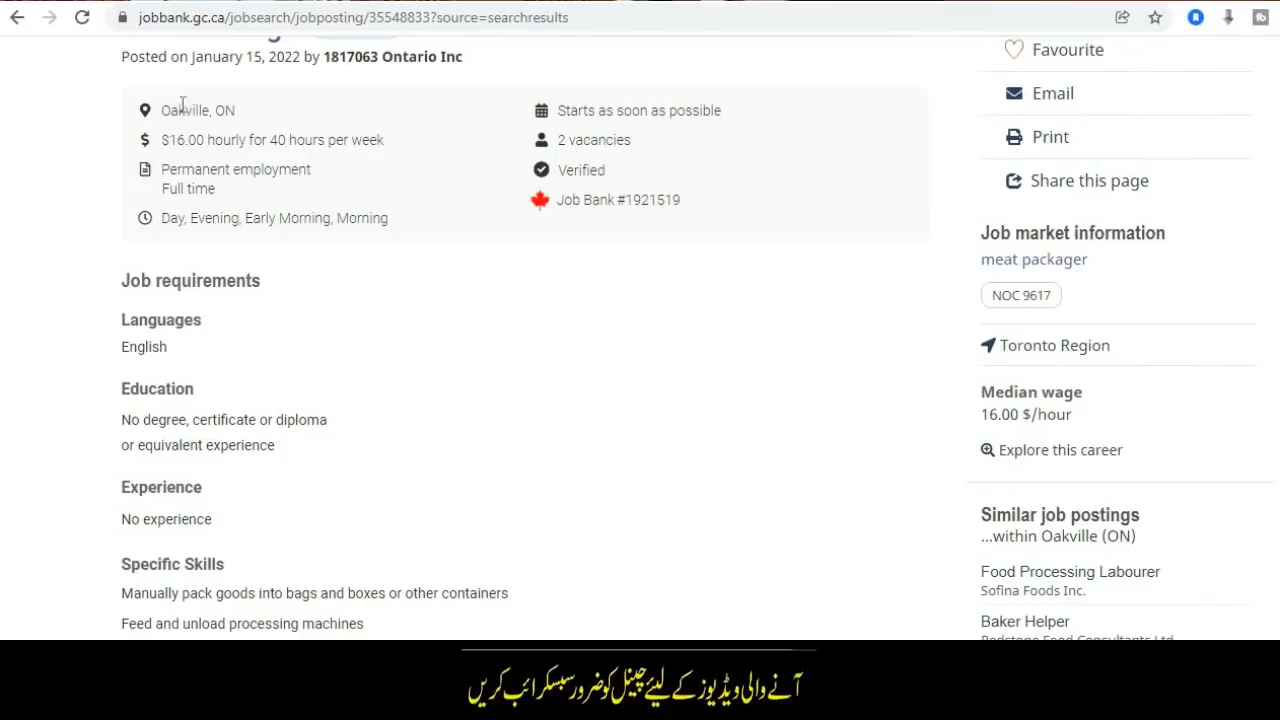 jobbank.gc.ca/jobsearch/jobposting/35548833?source=searchresults
Posted on January 15, 2022 by 1817063 Ontario Inc
Oakville, ON
$16.00 hourly for 40 hours per week
Permanent employment
Full time
Day, Evening, Early Morning, Morning
Starts as soon as possible
2 vacancies
Verified
Job Bank #1921519
Job requirements
Languages
English
Education
No degree, certificate or diploma
or equivalent experience
Experience
No experience
Specific Skills
Manually pack goods into bags and boxes or other containers
Feed and unload processing machines
Favourite
Email
Print
Share this page
Job market information
meat packager
NOC 9617
Toronto Region
Median wage
16.00 $/hour
Explore this career
Similar job postings
...within Oakville (ON)
Food Processing Labourer
Sofina Foods Inc.
Baker Helper
Redstone Food Consultants Ltd
آنے والی ویڈیوز کے لیئے چینل کو ضرور سبسکرائب کریں